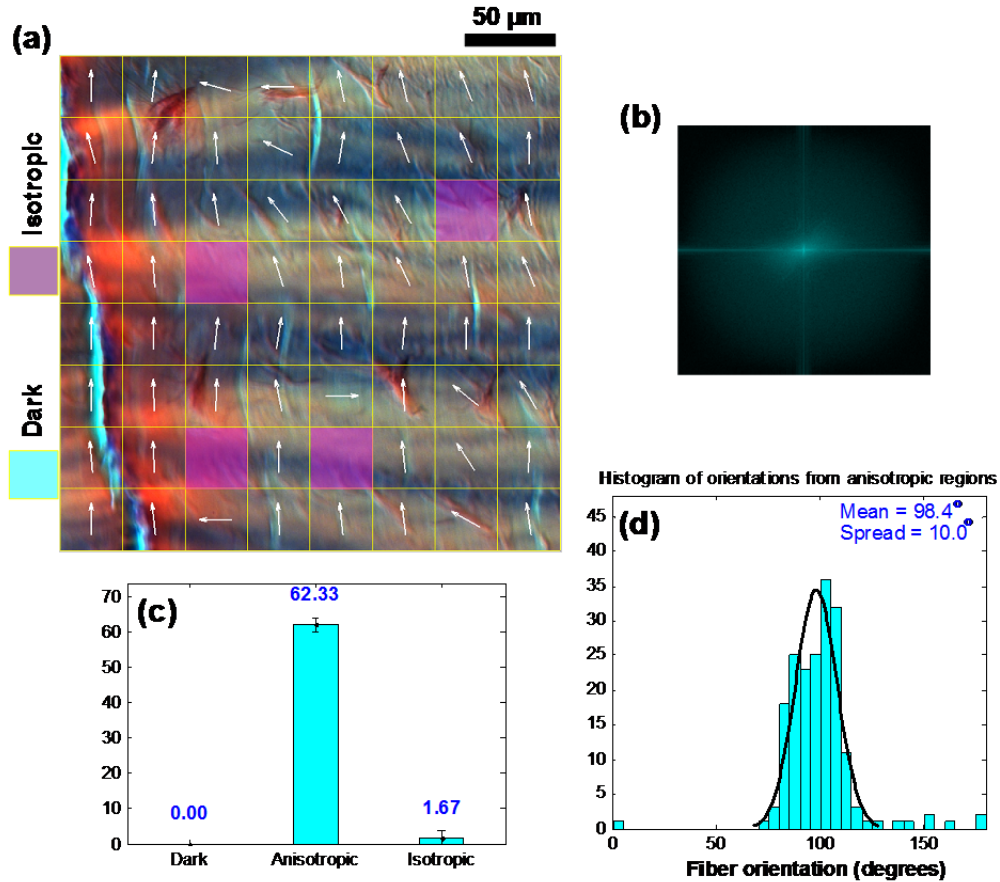 50 µm
(a)
Isotropic
Dark
(b)
(c)
70
60
50
40
30
20
10
0
0.00
62.33
1.67
Dark
Anisotropic
Isotropic
Histogram of orientations from anisotropic regions
(d)
Mean = 98.4°
Spread = 10.0°
45
40
35
30
25
20
15
10
5
0
0 50 100 150
Fiber orientation (degrees)